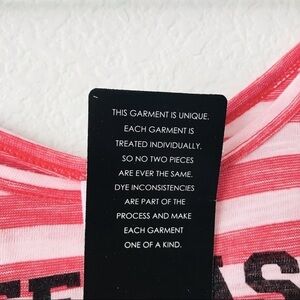 THIS GARMENT IS UNIQUE.
EACH GARMENT IS
TREATED INDIVIDUALLY.
SO NO TWO PIECES
ARE EVER THE SAME.
DYE INCONSISTENCIES
ARE PART OF THE
PROCESS AND MAKE
EACH GARMENT
ONE OF A KIND.